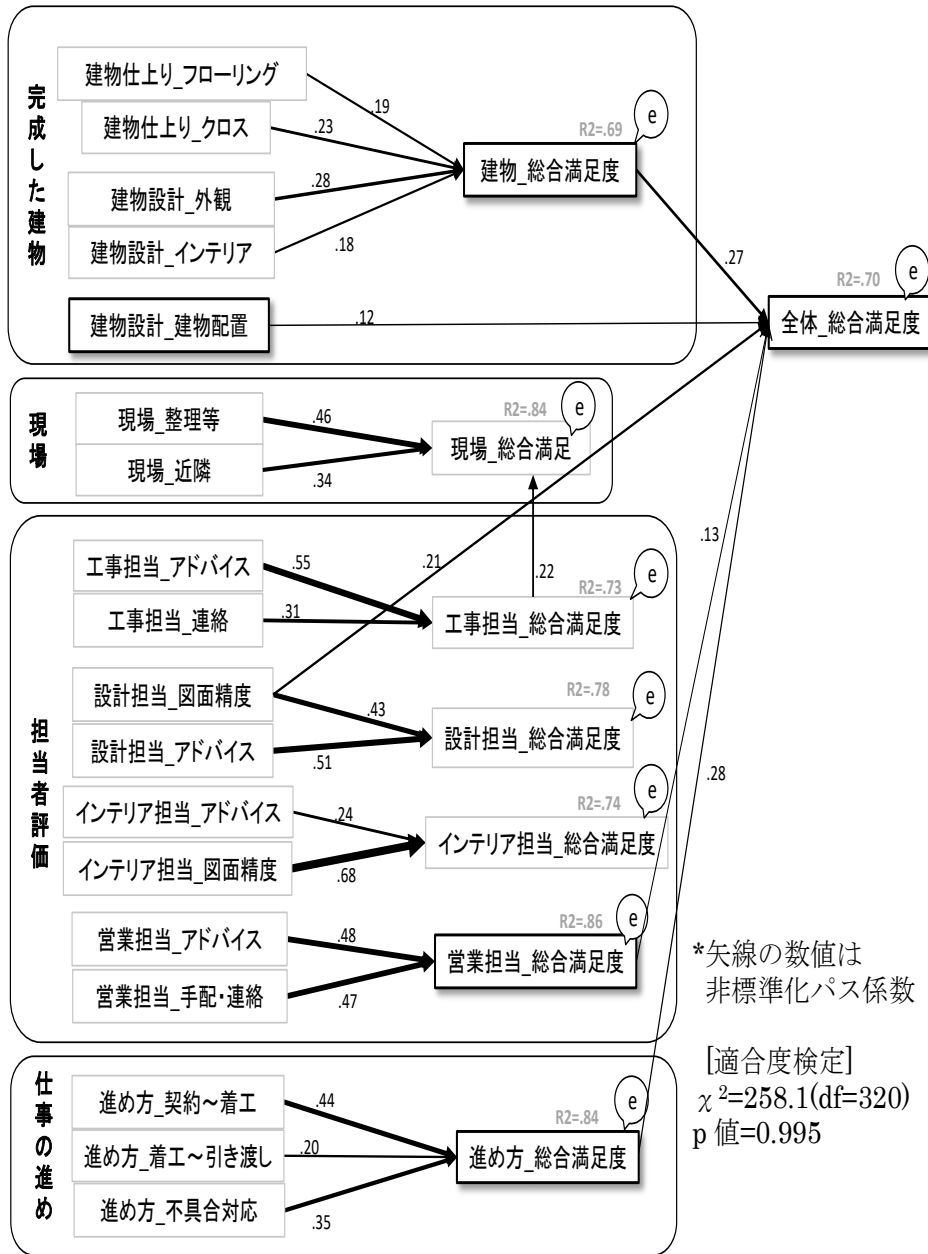 完成した建物
建物仕上り_フローリング
.19
建物仕上り_クロス
.23
建物設計_外観
.28
建物設計_インテリア
.18
建物設計_建物配置
.12
R2=.69
e
建物_総合満足度
.27
R2=.70
e
全体_総合満足度
現場
現場_整理等
.46
現場_近隣
.34
R2=.84
e
現場_総合満足
担当者評価
工事担当_アドバイス
.55
工事担当_連絡
.31
.21
.22
R2=.73
e
工事担当_総合満足度
.13
設計担当_図面精度
.43
設計担当_アドバイス
.51
R2=.78
e
設計担当_総合満足度
.28
インテリア担当_アドバイス
.24
インテリア担当_図面精度
.68
R2=.74
e
インテリア担当_総合満足度
営業担当_アドバイス
.48
営業担当_手配・連絡
.47
R2=.86
e
営業担当_総合満足度
*矢線の数値は
非標準化パス係数
[適合度検定]
χ²=258.1(df=320)
p 値=0.995
仕事の進め
進め方_契約～着工
.44
進め方_着工～引き渡し
.20
進め方_不具合対応
.35
R2=.84
e
進め方_総合満足度